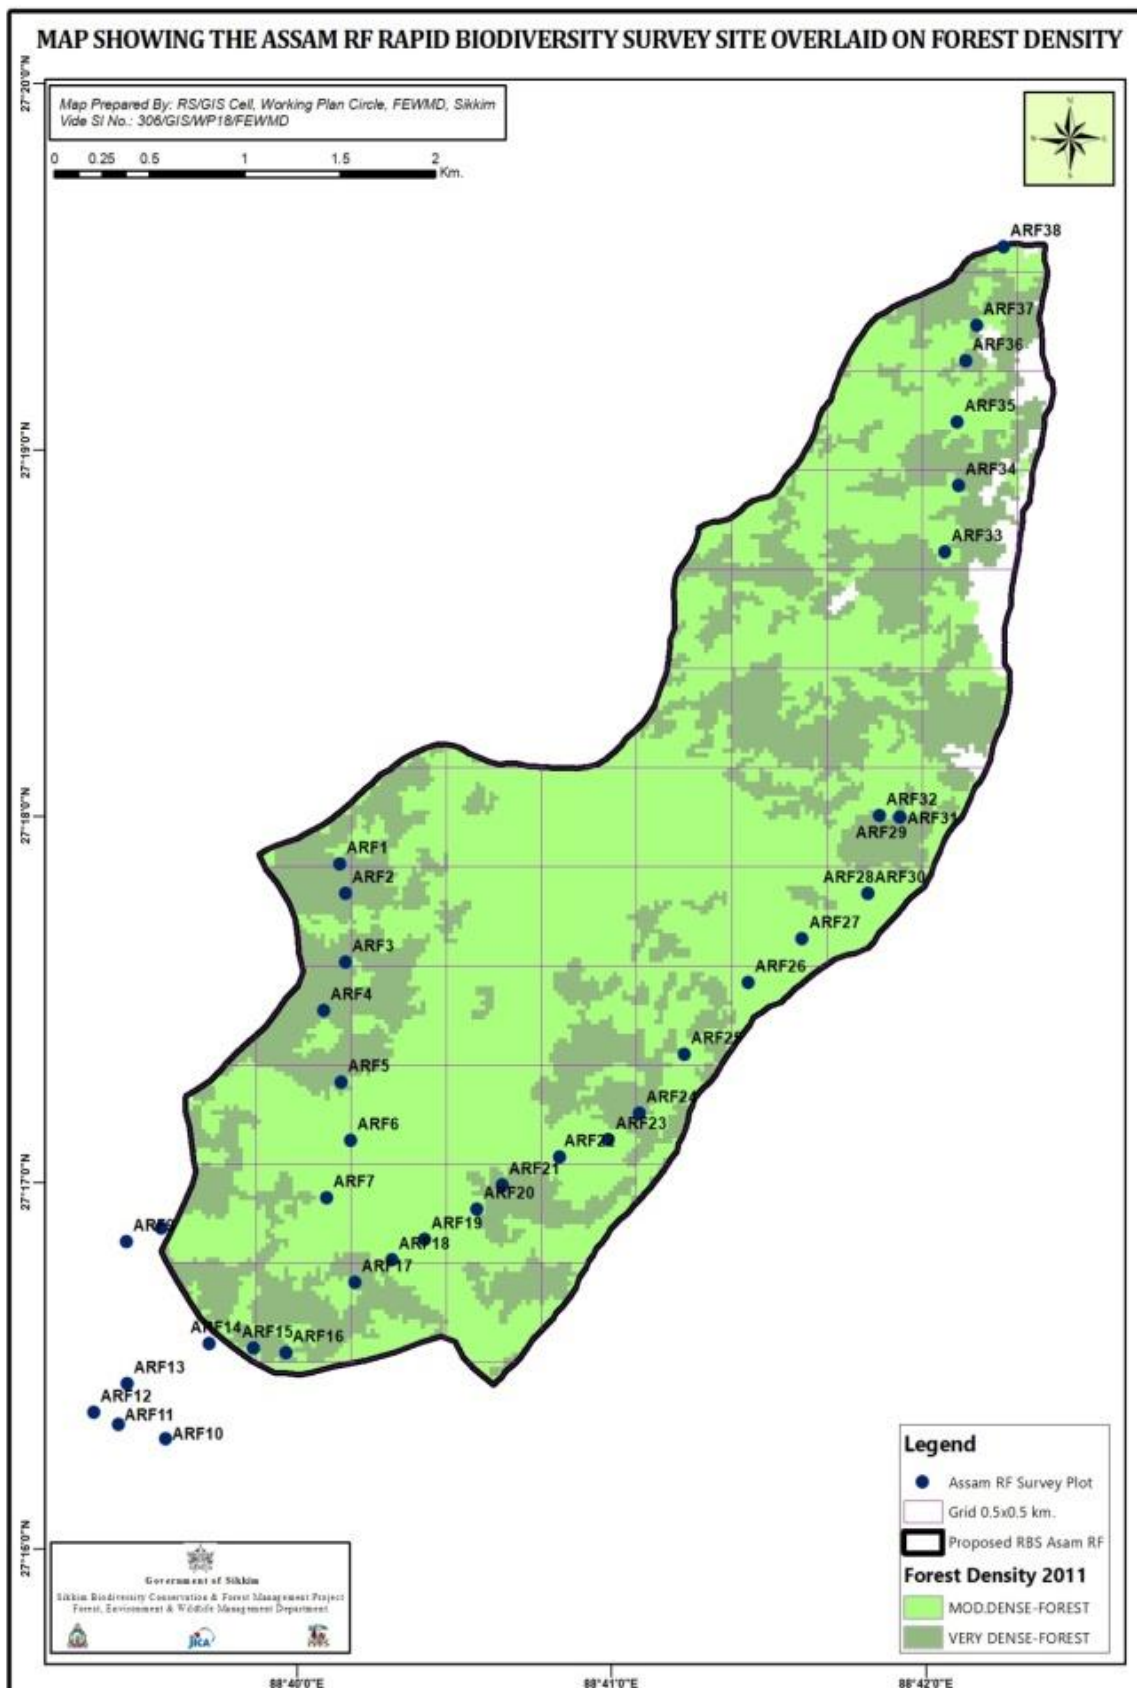 MAP SHOWING THE ASSAM RF RAPID BIODIVERSITY SURVEY SITE OVERLAID ON FOREST DENSITY
27°20'0"N
Map Prepared By: RS/GIS Cell, Working Plan Circle, FEWMD, Sikkim
Vide Sl No.: 306/GIS/WP18/FEWMD
0 0.25 0.5 1 1.5 2
Km.
N
ARF38
ARF37
ARF36
ARF35
27°19'0"N
ARF34
ARF33
ARF32
27°18'0"N
ARF31
ARF29
ARF1
ARF2
ARF28 ARF30
ARF27
ARF3
ARF26
ARF4
ARF25
ARF5
ARF24
ARF6
ARF23
ARF22
ARF21
27°17'0"N
ARF7
ARF20
ARF9
ARF19
ARF18
ARF17
ARF14
ARF15
ARF16
ARF13
ARF12
ARF11
ARF10
Legend
Assam RF Survey Plot
Grid 0.5x0.5 km.
Proposed RBS Asam RF
27°16'0"N
Forest Density 2011
MOD.DENSE-FOREST
VERY DENSE-FOREST
Government of Sikkim
Sikkim Biodiversity Conservation & Forest Management Project
Forest, Environment & Wildlife Management Department
JICA
88°40'0"E 88°41'0"E 88°42'0"E